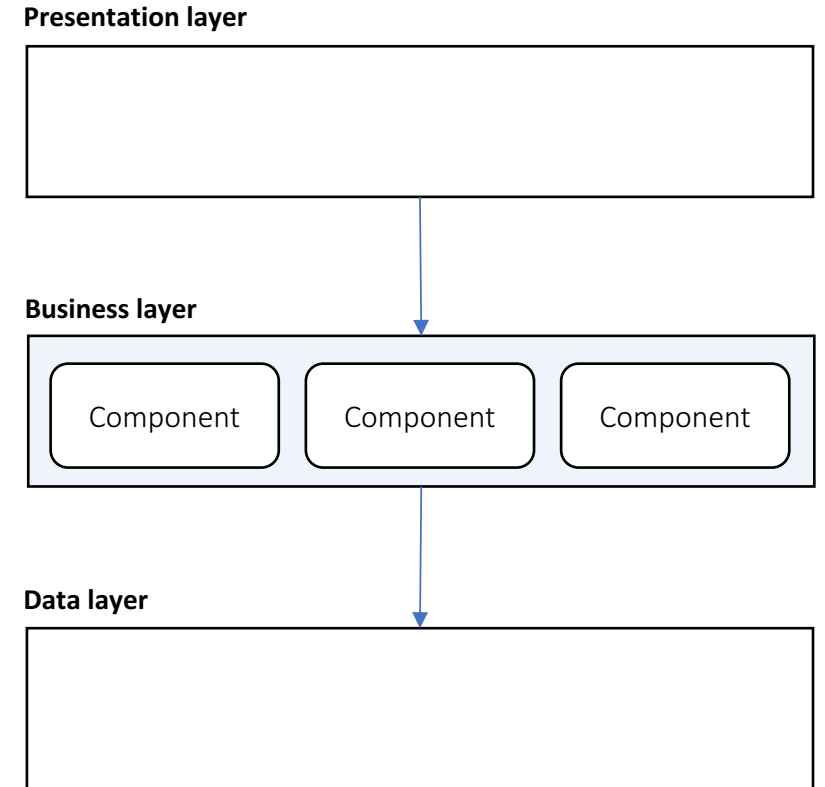 Presentation layer
Business layer
Component Component Component
Data layer